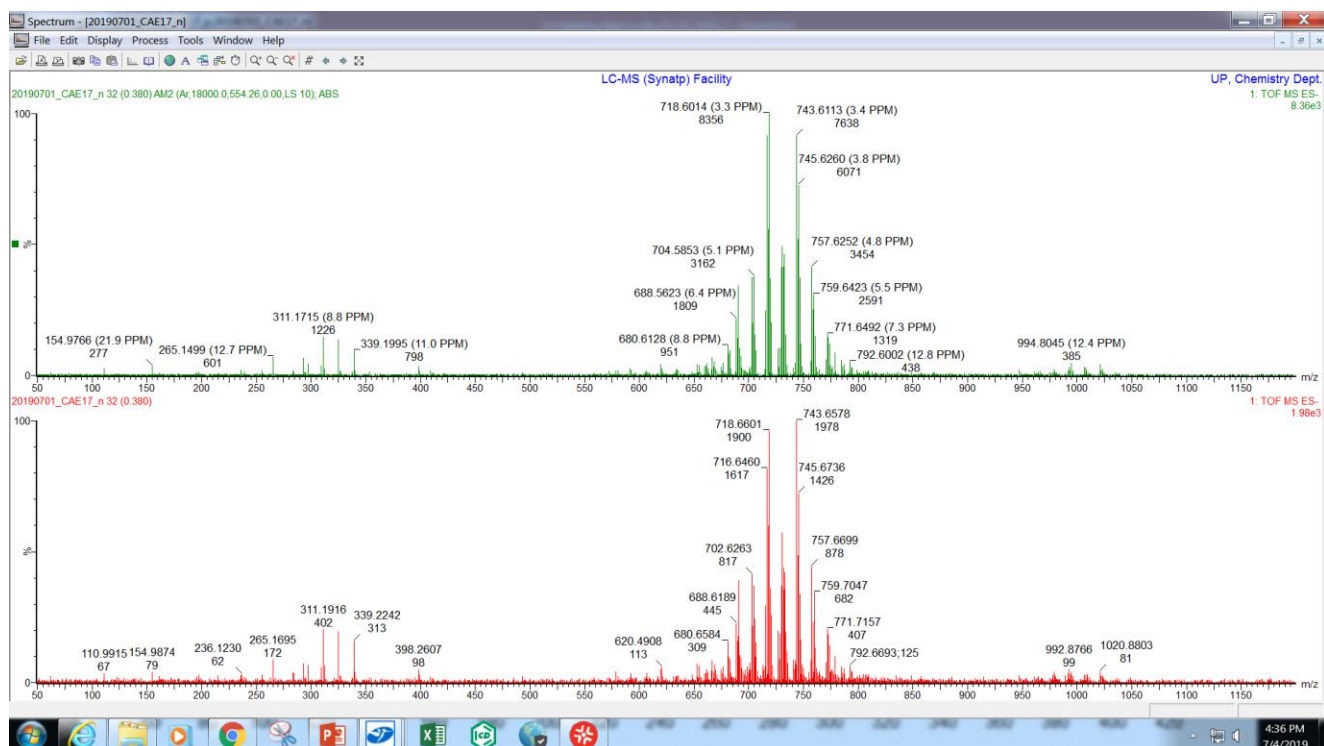 Spectrum - [20190701_CAE17_n]
File Edit Display Process Tools Window Help
LC-MS (Synatp) Facility
UP, Chemistry Dept.
20190701_CAE17_n 32 (0.380) AM2 (Ar,18000.0,554.26,0.00,LS 10); ABS
1: TOF MS ES-
8.36e3
100
%
0
718.6014 (3.3 PPM)
8356
743.6113 (3.4 PPM)
7638
745.6260 (3.8 PPM)
6071
704.5853 (5.1 PPM)
3162
757.6252 (4.8 PPM)
3454
688.5623 (6.4 PPM)
1809
759.6423 (5.5 PPM)
2591
311.1715 (8.8 PPM)
1226
154.9766 (21.9 PPM)
277
265.1499 (12.7 PPM)
601
339.1995 (11.0 PPM)
798
680.6128 (8.8 PPM)
951
771.6492 (7.3 PPM)
1319
792.6002 (12.8 PPM)
438
994.8045 (12.4 PPM)
385
50 100 150 200 250 300 350 400 450 500 550 600 650 700 750 800 850 900 950 1000 1050 1100 1150
m/z
20190701_CAE17_n 32 (0.380)
1: TOF MS ES-
1.98e3
100
%
0
718.6601
1900
743.6578
1978
716.6460
1617
745.6736
1426
702.6263
817
757.6699
878
688.6189
445
759.7047
682
311.1916
402
339.2242
313
265.1695
172
236.1230
62
110.9915
67
154.9874
79
398.2607
98
620.4908
113
680.6584
309
771.7157
407
792.6693;125
992.8766
99
1020.8803
81
50 100 150 200 250 300 350 400 450 500 550 600 650 700 750 800 850 900 950 1000 1050 1100 1150
m/z
4:36 PM
7/4/2019